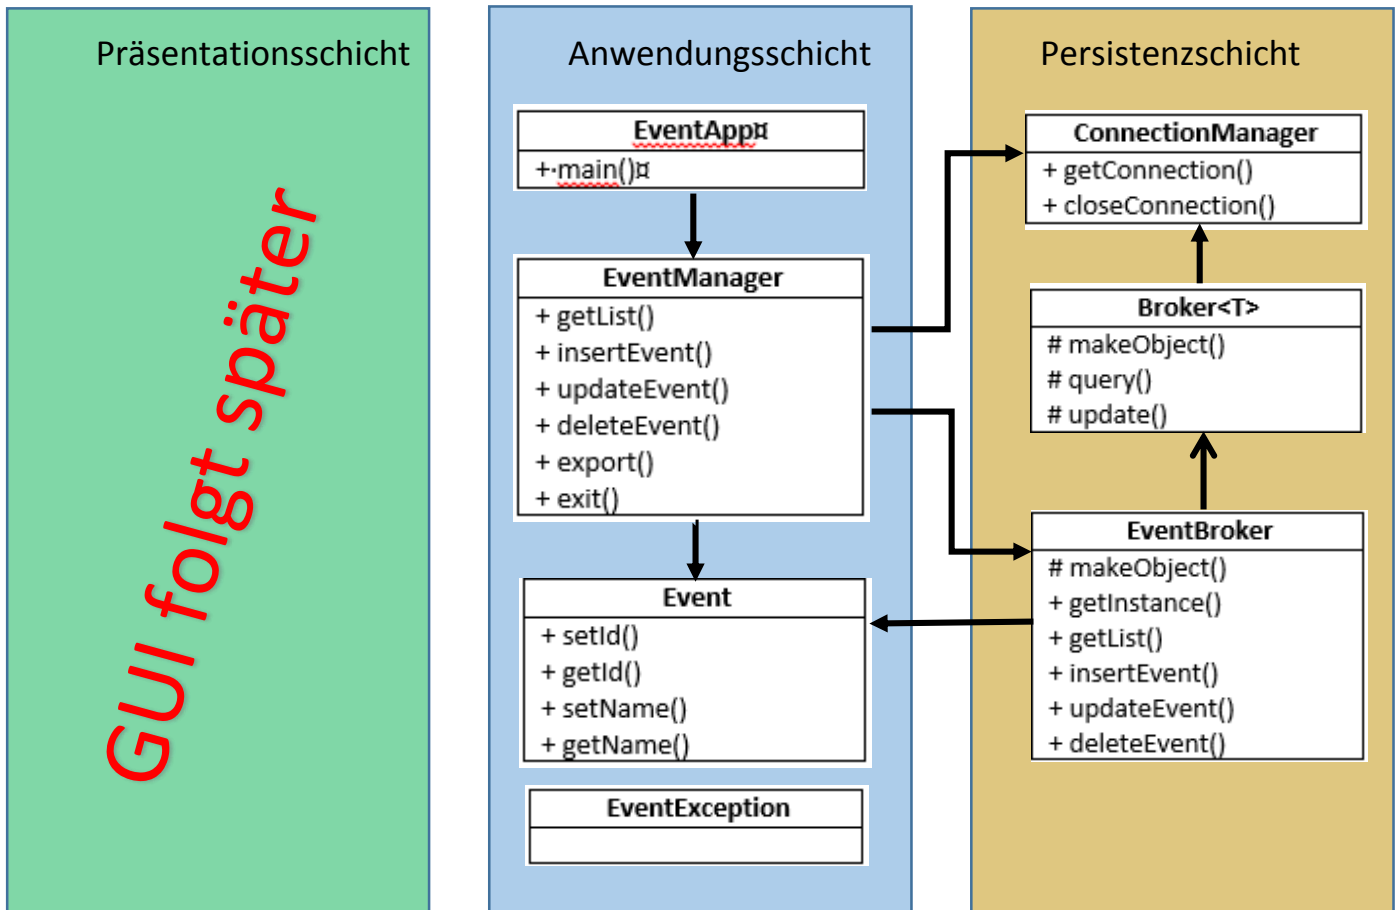 Präsentationsschicht
GUI folgt später
Anwendungsschicht
EventApp¤
+·main()¤
EventManager
+ getList()
+ insertEvent()
+ updateEvent()
+ deleteEvent()
+ export()
+ exit()
Event
+ setId()
+ getId()
+ setName()
+ getName()
EventException
Persistenzschicht
ConnectionManager
+ getConnection()
+ closeConnection()
Broker<T>
# makeObject()
# query()
# update()
EventBroker
# makeObject()
+ getInstance()
+ getList()
+ insertEvent()
+ updateEvent()
+ deleteEvent()